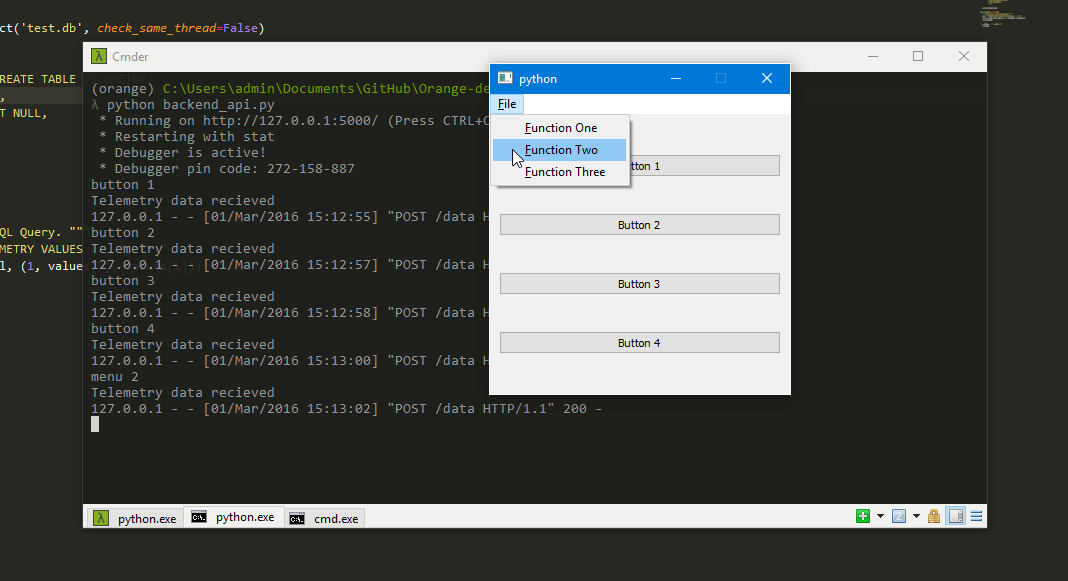 ct('test.db', check_same_thread=False)
REATE TABLE
,
T NULL,
QL Query. ""
METRY VALUES
l, (1, value
Cmder
(orange) C:\Users\admin\Documents\GitHub\Orange-de
λ python backend_api.py
* Running on http://127.0.0.1:5000/ (Press CTRL+C
* Restarting with stat
* Debugger is active!
* Debugger pin code: 272-158-887
button 1
Telemetry data recieved
127.0.0.1 - - [01/Mar/2016 15:12:55] "POST /data H
button 2
Telemetry data recieved
127.0.0.1 - - [01/Mar/2016 15:12:57] "POST /data H
button 3
Telemetry data recieved
127.0.0.1 - - [01/Mar/2016 15:12:58] "POST /data H
button 4
Telemetry data recieved
127.0.0.1 - - [01/Mar/2016 15:13:00] "POST /data H
menu 2
Telemetry data recieved
127.0.0.1 - - [01/Mar/2016 15:13:02] "POST /data HTTP/1.1" 200 -
python
File
Function One
Function Two
Function Three
tton 1
Button 2
Button 3
Button 4
λ python.exe
C:\. python.exe
C:\. cmd.exe